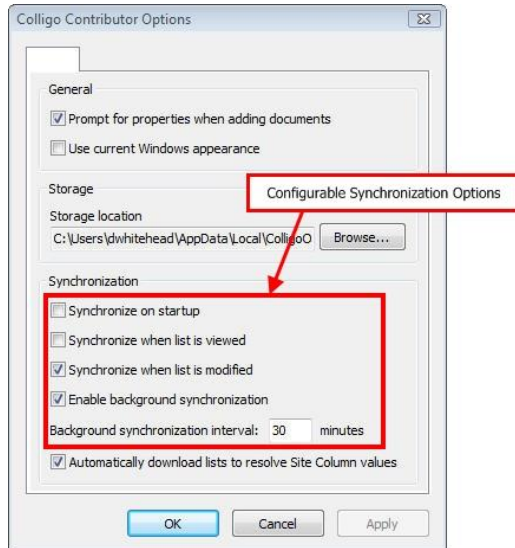 Colligo Contributor Options
General
Prompt for properties when adding documents
Use current Windows appearance
Storage
Configurable Synchronization Options
Storage location
C:\Users\dwhitehead\AppData\Local\ColligoO
Browse...
Synchronization
Synchronize on startup
Synchronize when list is viewed
Synchronize when list is modified
Enable background synchronization
Background synchronization interval: 30 minutes
Automatically download lists to resolve Site Column values
OK Cancel Apply